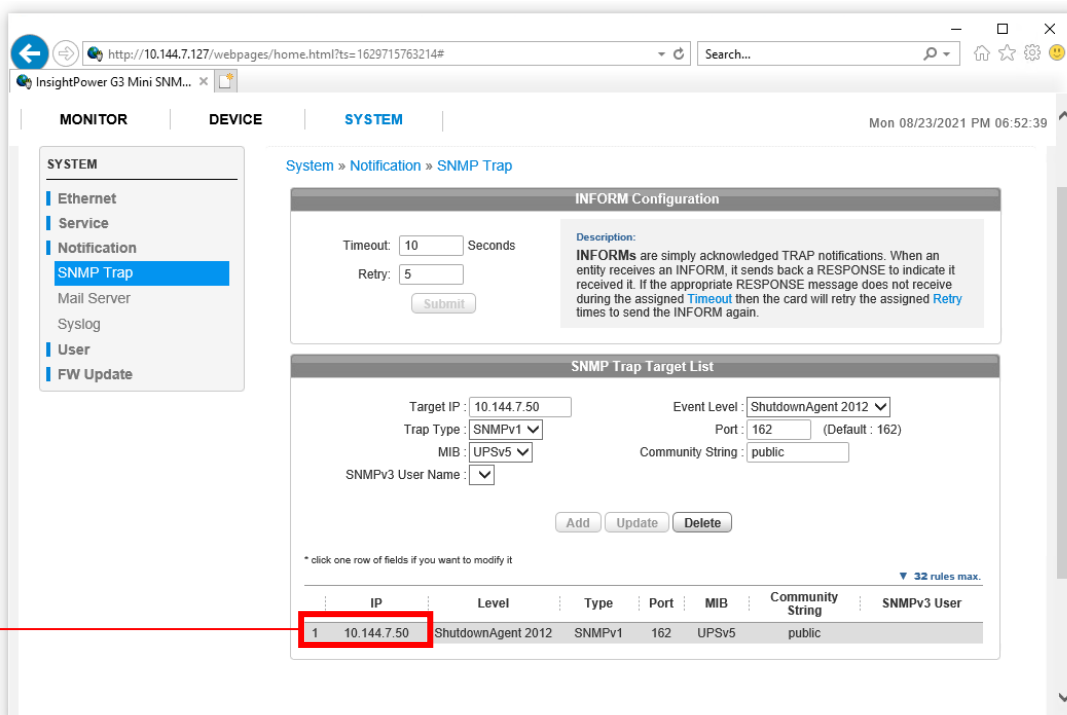 http://10.144.7.127/webpages/home.html?ts=1629715763214#
Search...
InsightPower G3 Mini SNM...
MONITOR DEVICE SYSTEM
Mon 08/23/2021 PM 06:52:39
SYSTEM
Ethernet
Service
Notification
SNMP Trap
Mail Server
Syslog
User
FW Update
System » Notification » SNMP Trap
INFORM Configuration
Timeout: 10 Seconds
Retry: 5
Submit
Description:
INFORMs are simply acknowledged TRAP notifications. When an
entity receives an INFORM, it sends back a RESPONSE to indicate it
received it. If the appropriate RESPONSE message does not receive
during the assigned Timeout then the card will retry the assigned Retry
times to send the INFORM again.
SNMP Trap Target List
Target IP : 10.144.7.50 Event Level : ShutdownAgent 2012
Trap Type : SNMPv1 Port : 162 (Default : 162)
MIB : UPSv5 Community String : public
SNMPv3 User Name :
Add Update Delete
* click one row of fields if you want to modify it
▼ 32 rules max.
IP Level Type Port MIB Community String SNMPv3 User
1 10.144.7.50 ShutdownAgent 2012 SNMPv1 162 UPSv5 public